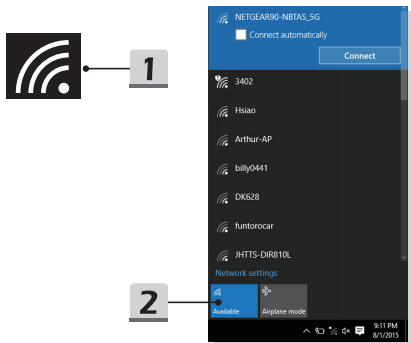 NETGEAR90-NBTAS_5G
Connect automatically
Connect
1
3402
Hsiao
Arthur-AP
billy0441
DK628
funtorocar
JHTTS-DIR810L
Network settings
2
Available
Airplane mode
9:11 PM
8/1/2015